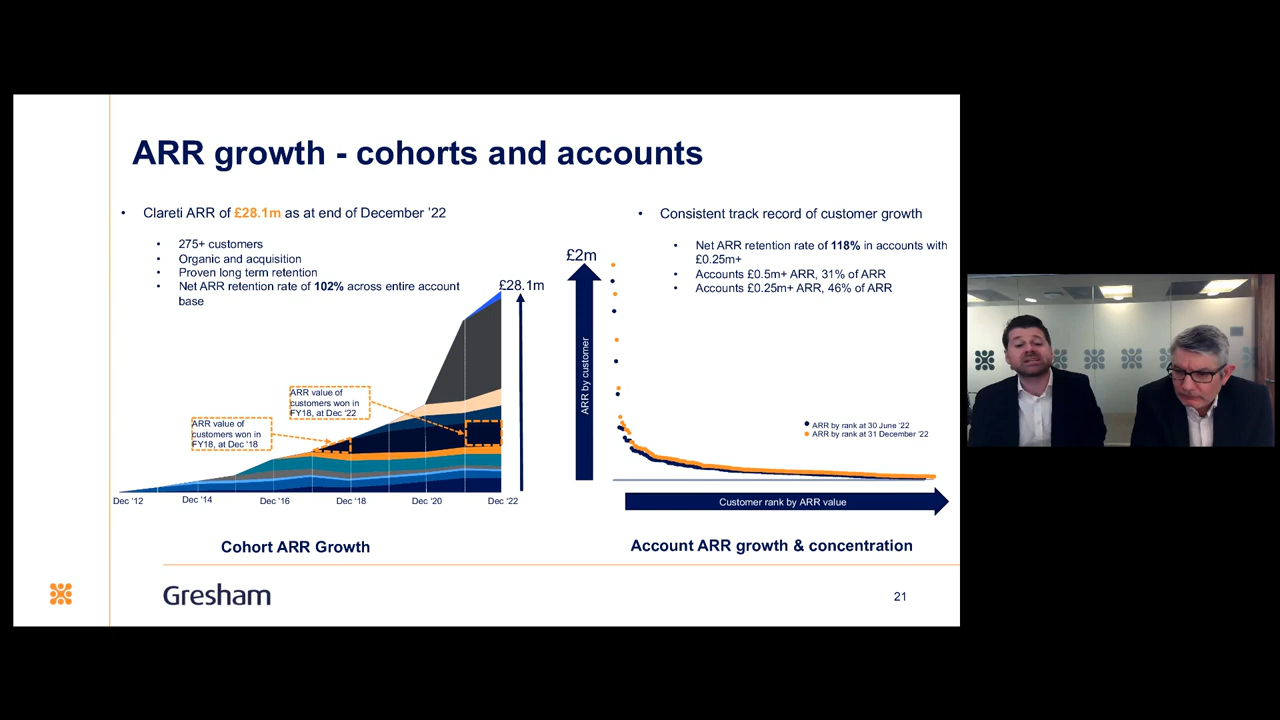 ARR growth - cohorts and accounts
• Clareti ARR of £28.1m as at end of December '22
• 275+ customers
• Organic and acquisition
• Proven long term retention
• Net ARR retention rate of 102% across entire account
base
£28.1m
ARR value of
customers won in
FY18, at Dec '22
ARR value of
customers won in
FY18, at Dec '18
Dec '12
Dec '14
Dec '16
Dec '18
Dec '20
Dec '22
Cohort ARR Growth
• Consistent track record of customer growth
• Net ARR retention rate of 118% in accounts with
£0.25m+
• Accounts £0.5m+ ARR, 31% of ARR
• Accounts £0.25m+ ARR, 46% of ARR
£2m
ARR by customer
ARR by rank at 30 June '22
ARR by rank at 31 December '22
Customer rank by ARR value
Account ARR growth & concentration
Gresham
21